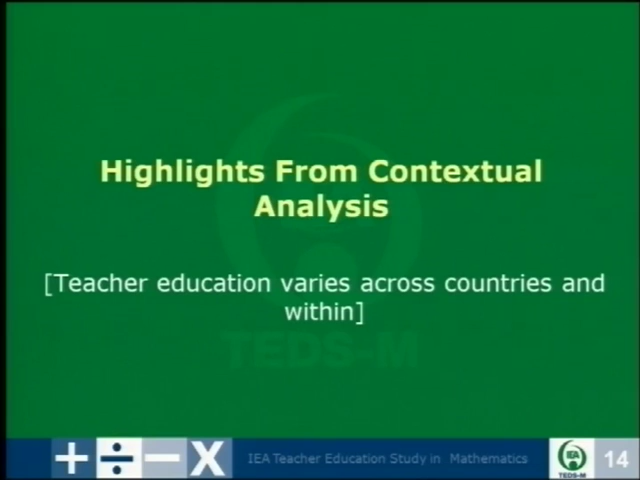 Highlights From Contextual
Analysis
[Teacher education varies across countries and
within]
TEDS-M
+ ÷ − X
IEA Teacher Education Study in Mathematics
IEA
TEDS-M
14